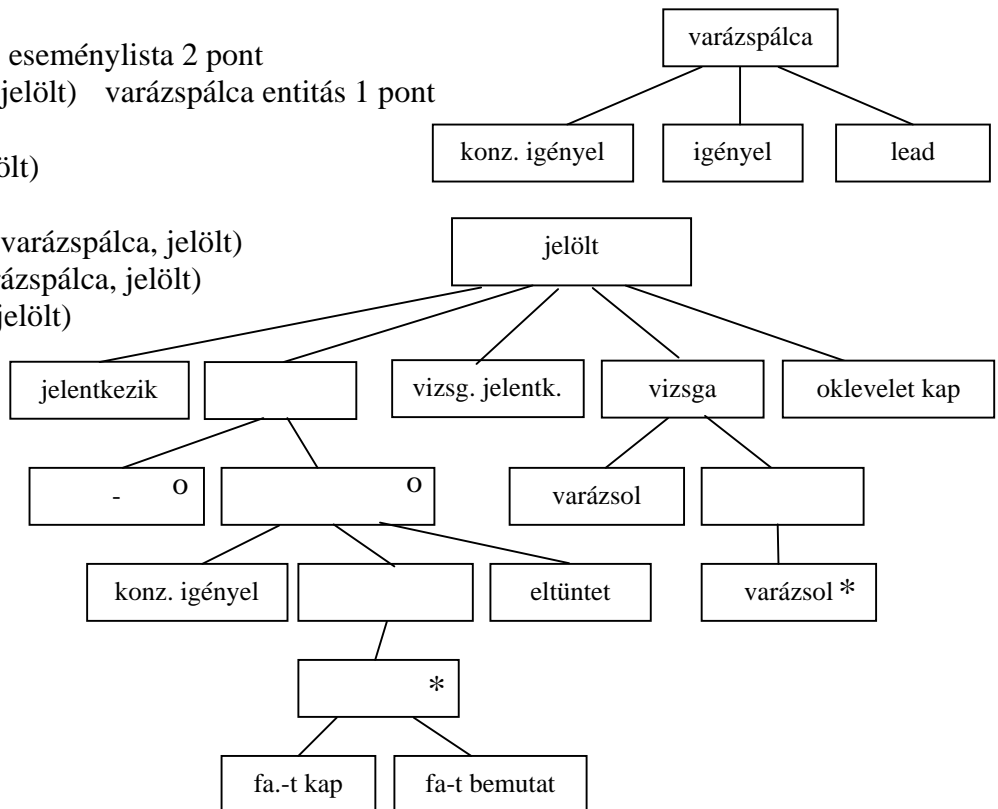 varázspálca
eseménylista 2 pont
jelölt) varázspálca entitás 1 pont
konz. igényel igényel lead
ölt)
varázspálca, jelölt)
jelölt
rázspálca, jelölt)
jelölt)
jelentkezik vizsg. jelentk. vizsga oklevelet kap
- o o varázsol
konz. igényel eltüntet varázsol *
*
fa.-t kap fa-t bemutat